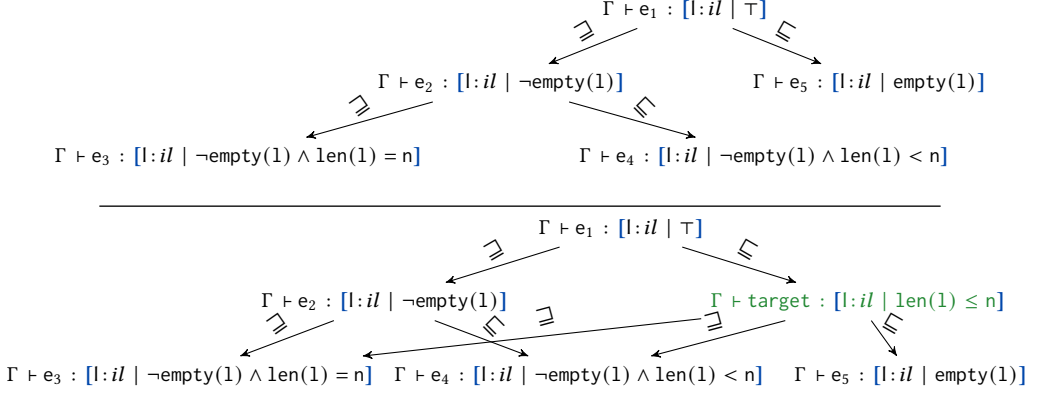 Γ ⊢ e₁ : [l : il | ⊤]
⊑ ⊑
Γ ⊢ e₂ : [l : il | ¬empty(l)] Γ ⊢ e₅ : [l : il | empty(l)]
⊑ ⊑
Γ ⊢ e₃ : [l : il | ¬empty(l) ∧ len(l) = n] Γ ⊢ e₄ : [l : il | ¬empty(l) ∧ len(l) < n]
Γ ⊢ e₁ : [l : il | ⊤]
⊑ ⊑
Γ ⊢ e₂ : [l : il | ¬empty(l)] Γ ⊢ target : [l : il | len(l) ≤ n]
⊑ ⊑ ⊑ ⊑ ⊑
Γ ⊢ e₃ : [l : il | ¬empty(l) ∧ len(l) = n] Γ ⊢ e₄ : [l : il | ¬empty(l) ∧ len(l) < n] Γ ⊢ e₅ : [l : il | empty(l)]